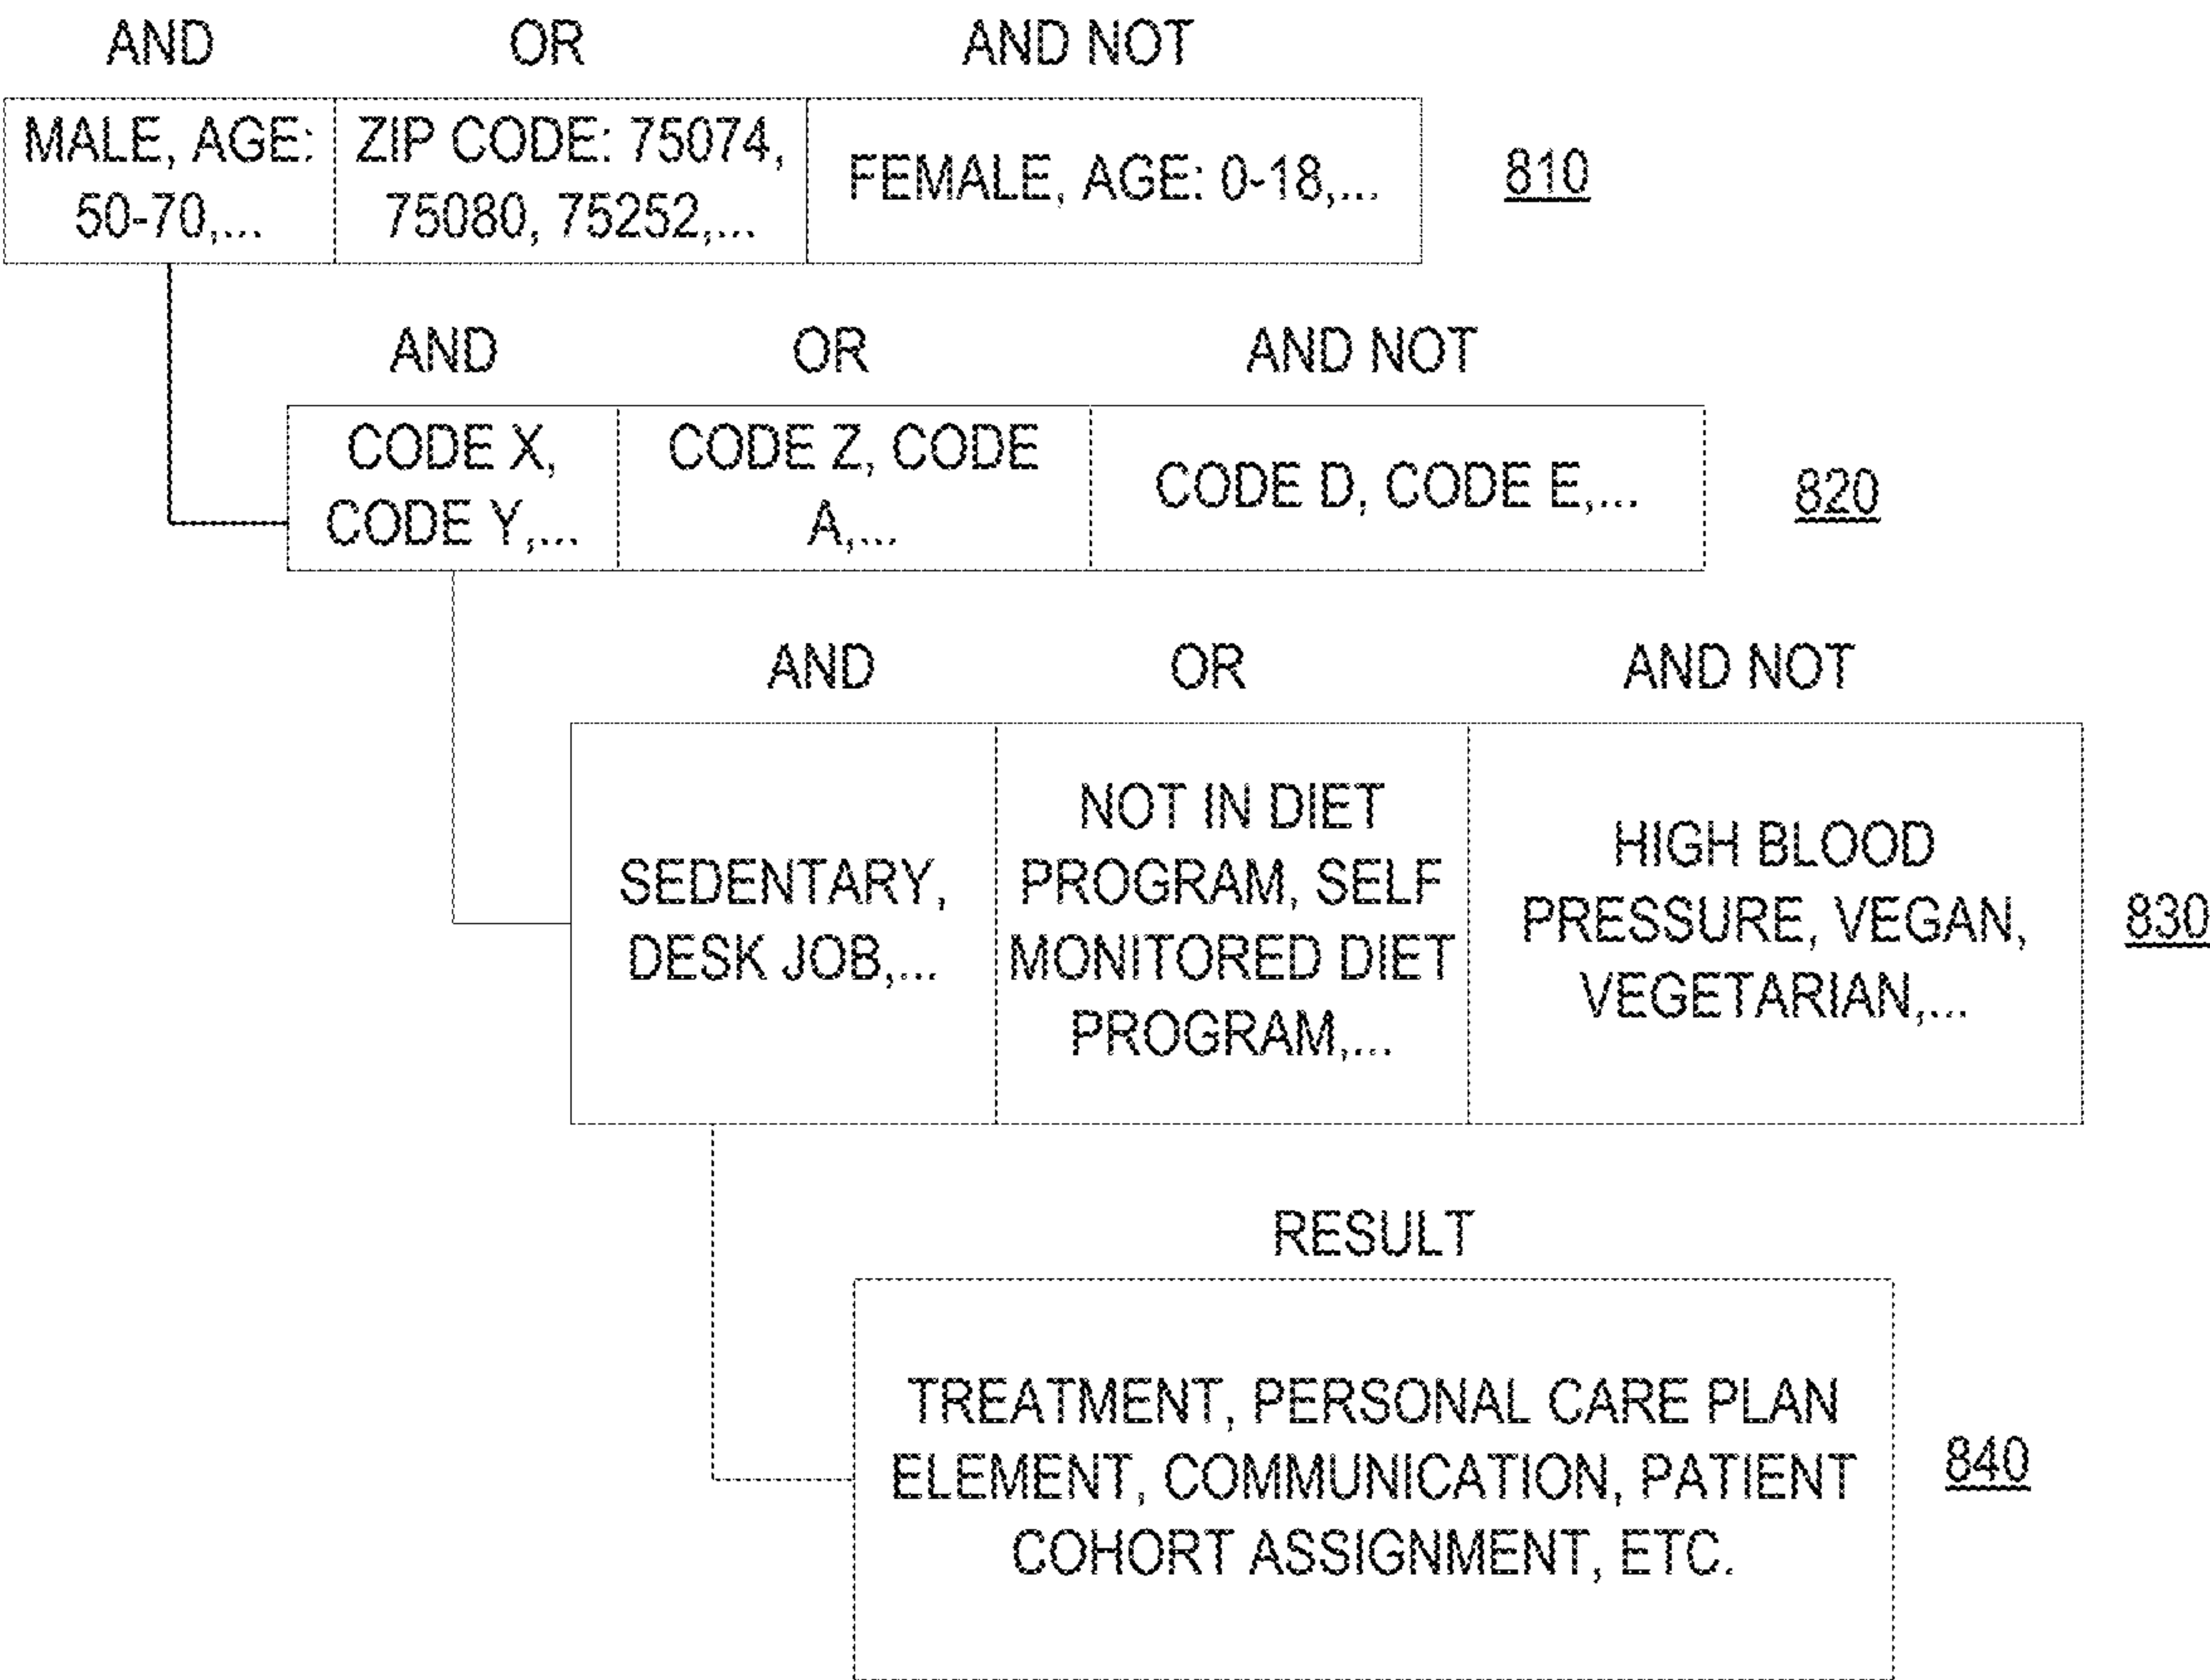 AND OR AND NOT
MALE, AGE:
50-70,...
ZIP CODE: 75074,
75080, 75252,...
FEMALE, AGE: 0-18,...
810
AND OR AND NOT
CODE X,
CODE Y,...
CODE Z, CODE
A,...
CODE D, CODE E,...
820
AND OR AND NOT
SEDENTARY,
DESK JOB,...
NOT IN DIET
PROGRAM, SELF
MONITORED DIET
PROGRAM,...
HIGH BLOOD
PRESSURE, VEGAN,
VEGETARIAN,...
830
RESULT
TREATMENT, PERSONAL CARE PLAN
ELEMENT, COMMUNICATION, PATIENT
COHORT ASSIGNMENT, ETC.
840